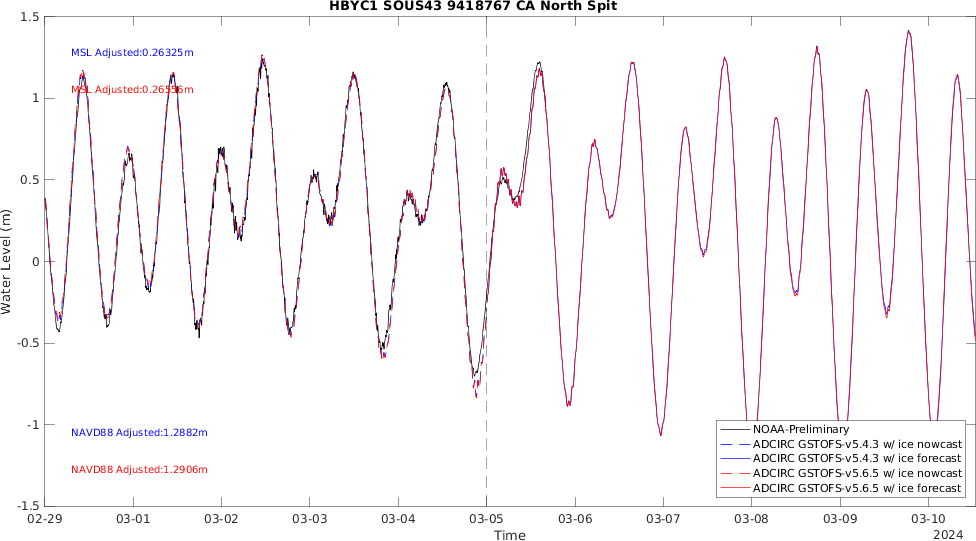 HBYC1 SOUS43 9418767 CA North Spit
1.5
MSL Adjusted:0.26325m
1
MSL Adjusted:0.26556m
0.5
0
Water Level (m)
-0.5
-1
NAVD88 Adjusted:1.2882m
NAVD88 Adjusted:1.2906m
-1.5
NOAA-Preliminary
ADCIRC GSTOFS-v5.4.3 w/ ice nowcast
ADCIRC GSTOFS-v5.4.3 w/ ice forecast
ADCIRC GSTOFS-v5.6.5 w/ ice nowcast
ADCIRC GSTOFS-v5.6.5 w/ ice forecast
02-29 03-01 03-02 03-03 03-04 03-05 03-06 03-07 03-08 03-09 03-10
Time
2024